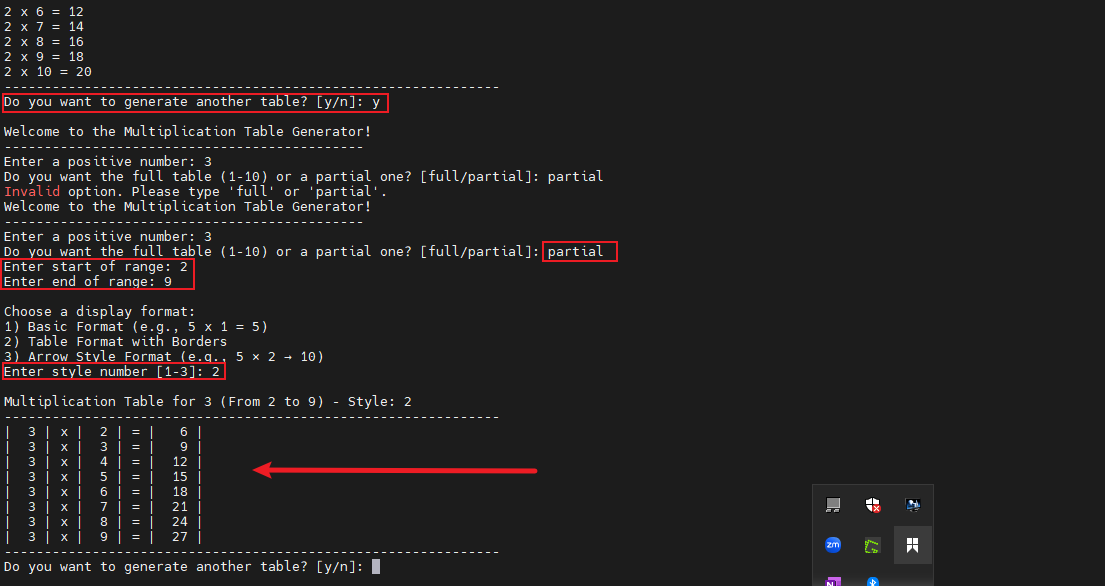 2 x 6 = 12
2 x 7 = 14
2 x 8 = 16
2 x 9 = 18
2 x 10 = 20
--------------------------------------------------------------
Do you want to generate another table? [y/n]: y
Welcome to the Multiplication Table Generator!
---------------------------------------------
Enter a positive number: 3
Do you want the full table (1-10) or a partial one? [full/partial]: partial
Invalid option. Please type 'full' or 'partial'.
Welcome to the Multiplication Table Generator!
---------------------------------------------
Enter a positive number: 3
Do you want the full table (1-10) or a partial one? [full/partial]: partial
Enter start of range: 2
Enter end of range: 9
Choose a display format:
1) Basic Format (e.g., 5 x 1 = 5)
2) Table Format with Borders
3) Arrow Style Format (e.g., 5 × 2 → 10)
Enter style number [1-3]: 2
Multiplication Table for 3 (From 2 to 9) - Style: 2
--------------------------------------------------------------
|  3 | x |  2 | = |   6 |
|  3 | x |  3 | = |   9 |
|  3 | x |  4 | = |  12 |
|  3 | x |  5 | = |  15 |
|  3 | x |  6 | = |  18 |
|  3 | x |  7 | = |  21 |
|  3 | x |  8 | = |  24 |
|  3 | x |  9 | = |  27 |
--------------------------------------------------------------
Do you want to generate another table? [y/n]:
zm
N